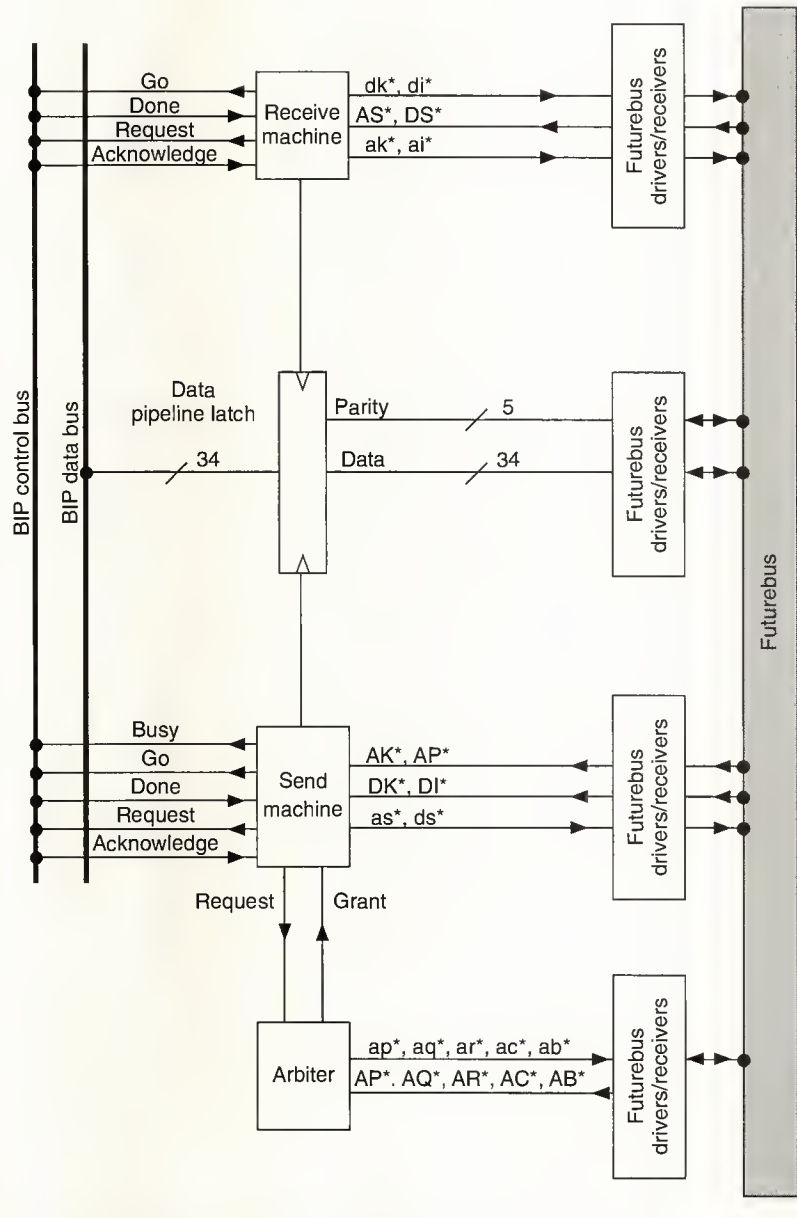 Go
Done
Request
Acknowledge
Receive
machine
dk*, di*
AS*, DS*
ak*, ai*
Futurebus
drivers/receivers
BIP control bus
BIP data bus
Data
pipeline latch
34
Parity
5
Data
34
Futurebus
drivers/receivers
Futurebus
Busy
Go
Done
Request
Acknowledge
Send
machine
AK*, AP*
DK*, DI*
as*, ds*
Futurebus
drivers/receivers
Request
Grant
Arbiter
ap*, aq*, ar*, ac*, ab*
AP*. AQ*, AR*, AC*, AB*
Futurebus
drivers/receivers